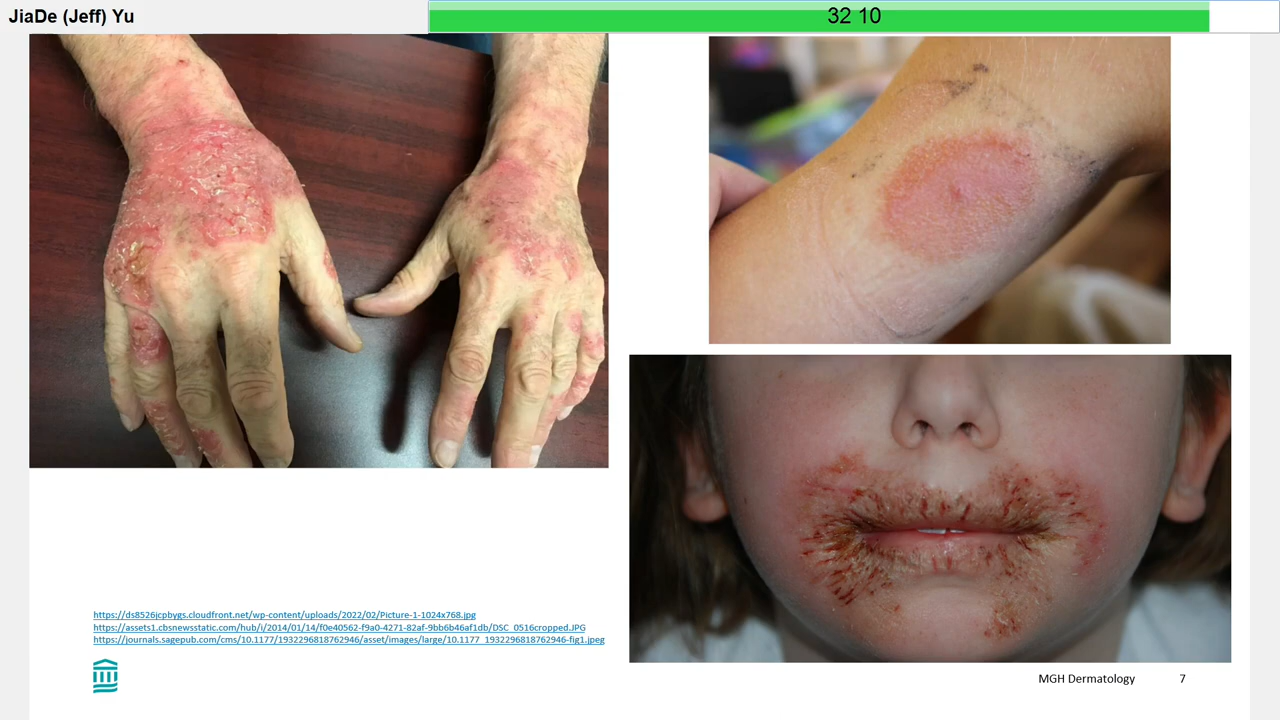 JiaDe (Jeff) Yu
32 10
https://ds8526jcpbygs.cloudfront.net/wp-content/uploads/2022/02/Picture-1-1024x768.jpg
https://assets1.cbsnewsstatic.com/hub/i/2014/01/14/f0e40562-f9a0-4271-82af-9bb6b46af1db/DSC_0516cropped.JPG
https://journals.sagepub.com/cms/10.1177/1932296818762946/asset/images/large/10.1177_1932296818762946-fig1.jpeg
MGH Dermatology 7